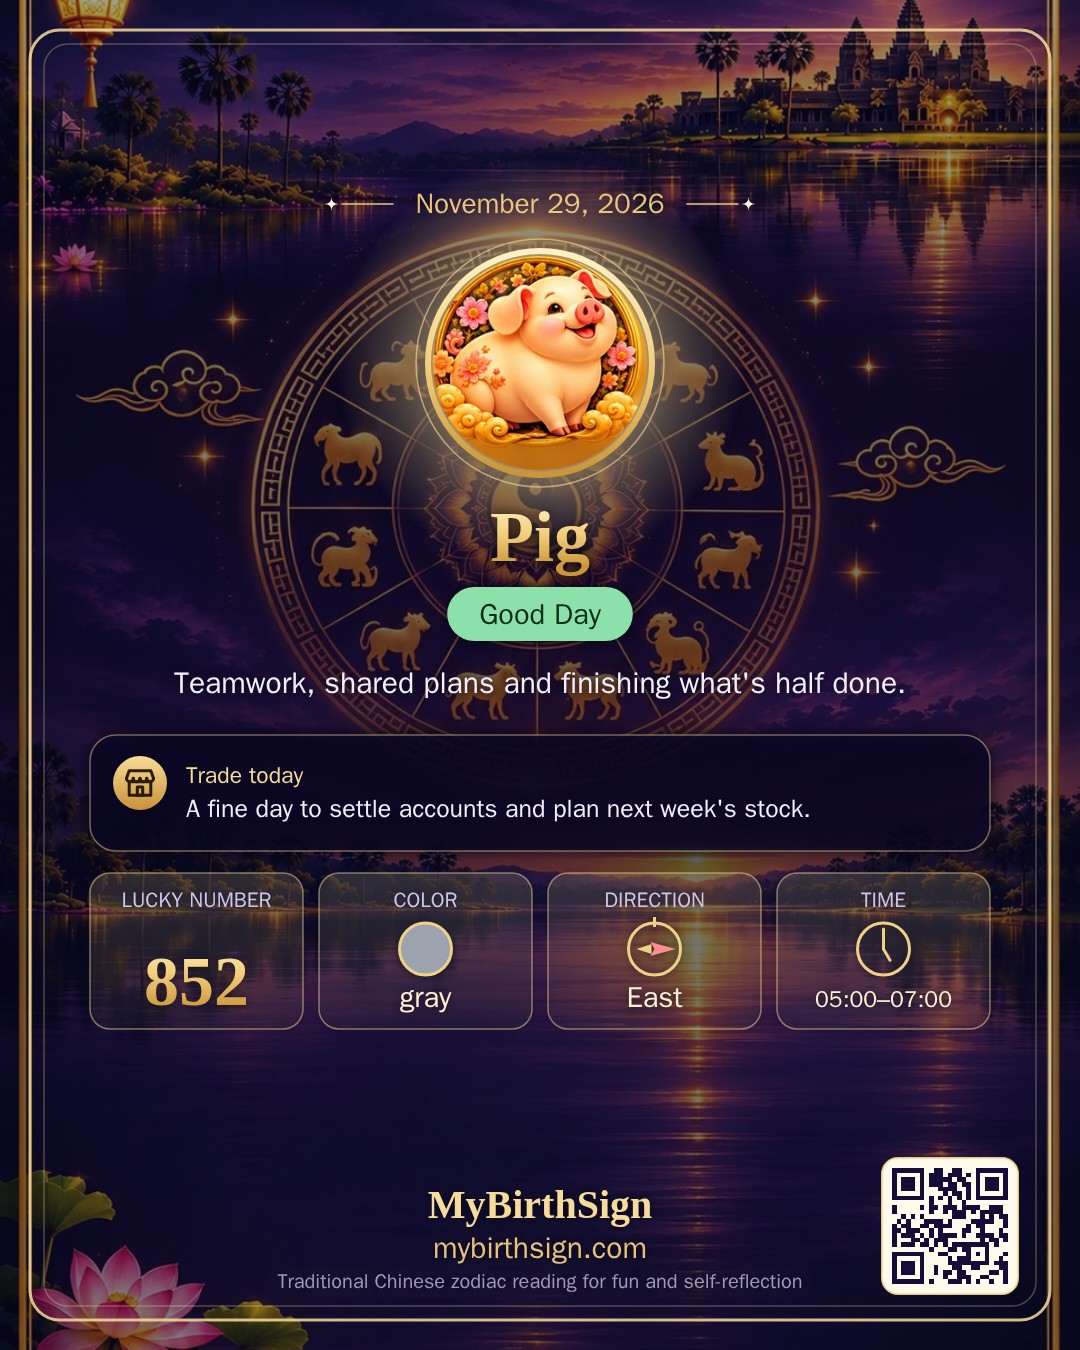 November 29, 2026
Pig
Good Day
Teamwork, shared plans and finishing what's half done.
Trade today
A fine day to settle accounts and plan next week's stock.
LUCKY NUMBER
852
COLOR
gray
DIRECTION
East
TIME
05:00–07:00
MyBirthSign
mybirthsign.com
Traditional Chinese zodiac reading for fun and self-reflection